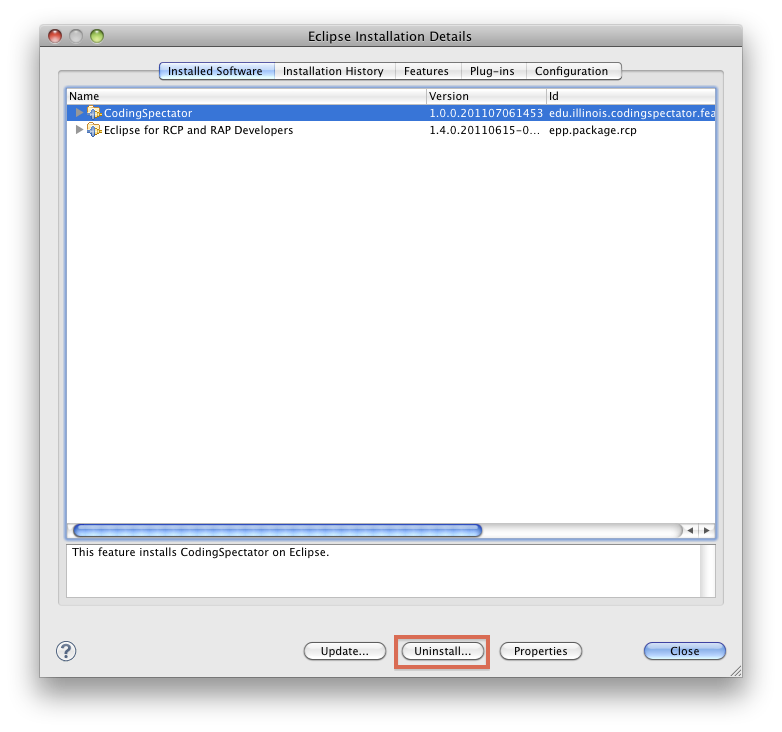 Eclipse Installation Details
Installed Software Installation History Features Plug-ins Configuration
Name Version Id
CodingSpectator 1.0.0.201107061453 edu.illinois.codingspectator.fea
Eclipse for RCP and RAP Developers 1.4.0.20110615-0... epp.package.rcp
This feature installs CodingSpectator on Eclipse.
? Update... Uninstall... Properties Close